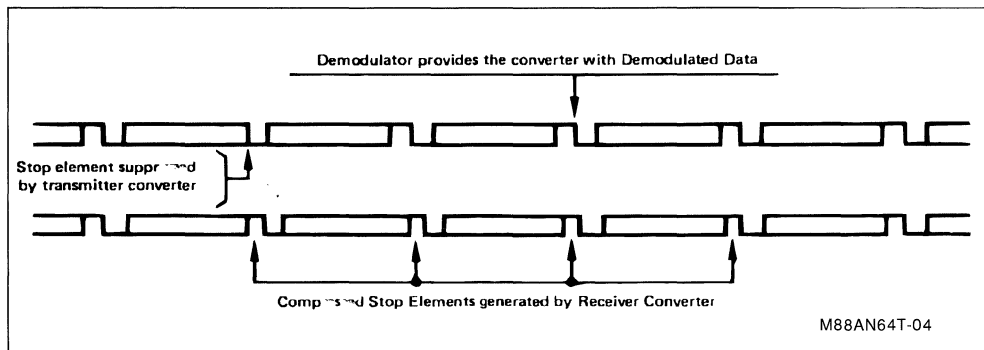 Demodulator provides the converter with Demodulated Data
Stop element
by transmitter converter
Stop Elements generated by Receiver Converter
M88AN64T-04